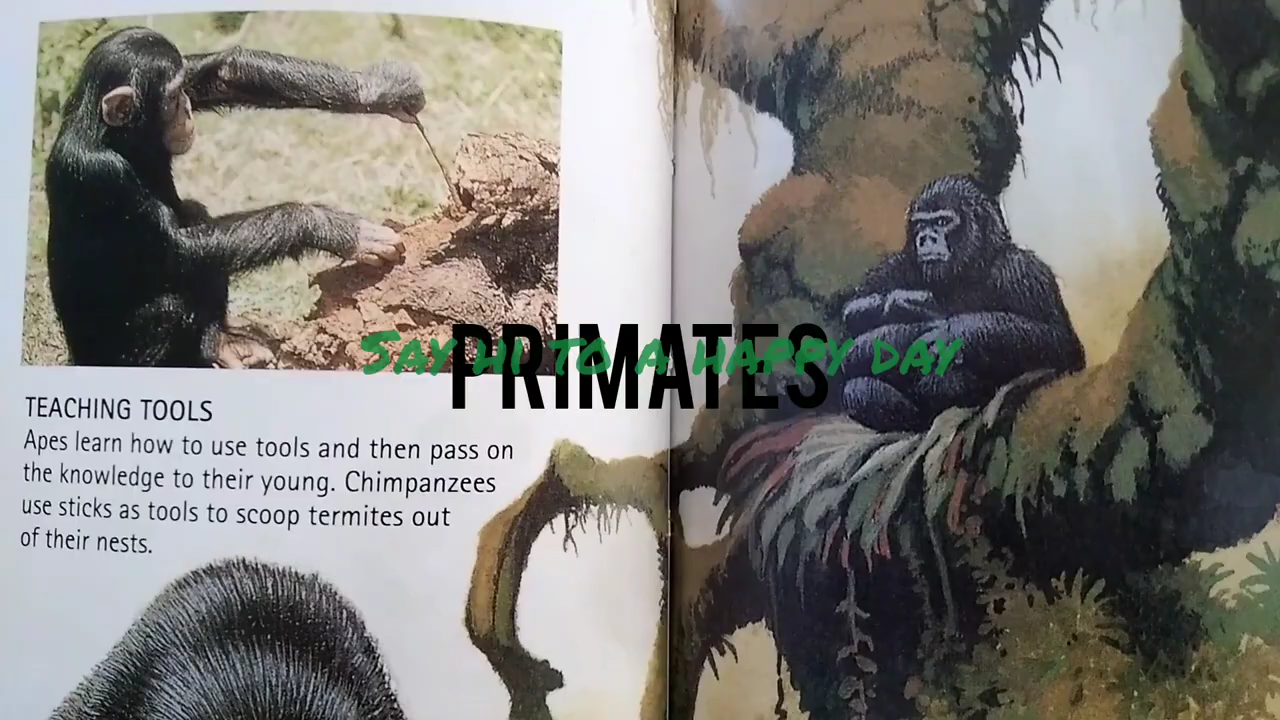 Say hi to a happy day
PRIMATES
TEACHING TOOLS
Apes learn how to use tools and then pass on
the knowledge to their young. Chimpanzees
use sticks as tools to scoop termites out
of their nests.